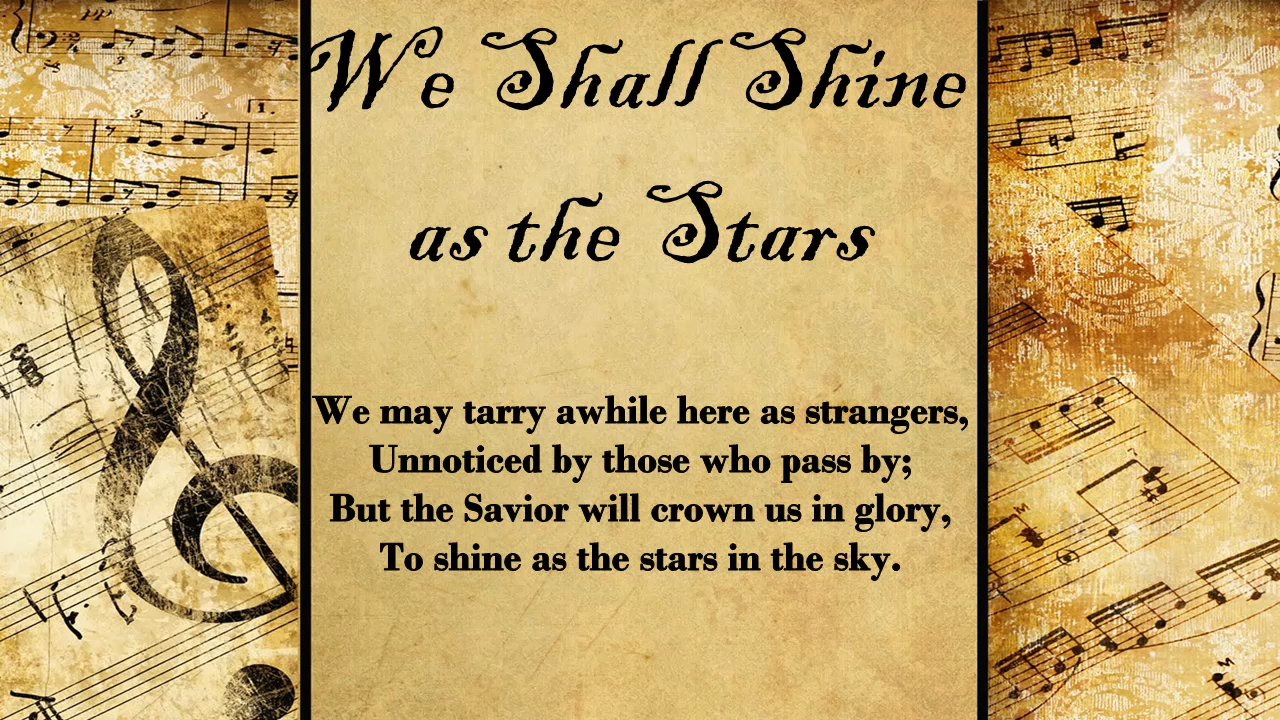 We Shall Shine
as the Stars
We may tarry awhile here as strangers,
Unnoticed by those who pass by;
But the Savior will crown us in glory,
To shine as the stars in the sky.